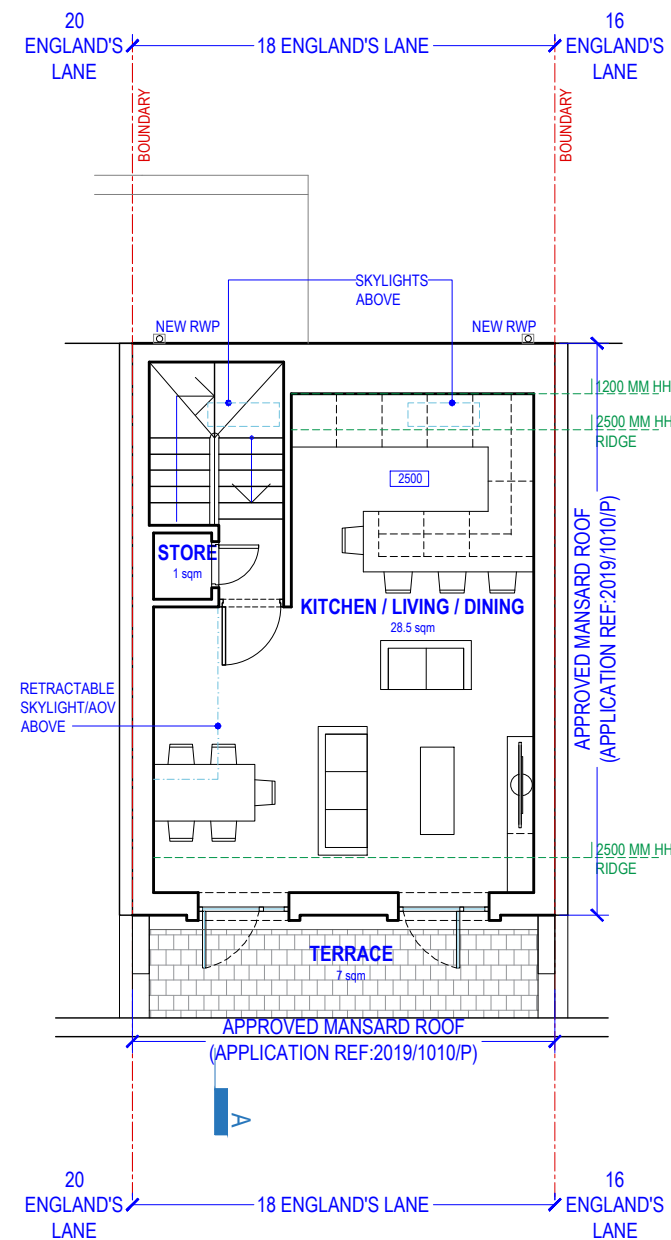 20
ENGLAND'S
LANE
18 ENGLAND'S LANE
16
ENGLAND'S
LANE
BOUNDARY
BOUNDARY
SKYLIGHTS
ABOVE
NEW RWP
NEW RWP
1200 MM HH
2500 MM HH
RIDGE
2500
STORE
1 sqm
KITCHEN / LIVING / DINING
28.5 sqm
APPROVED MANSARD ROOF
(APPLICATION REF:2019/1010/P)
RETRACTABLE
SKYLIGHT/AOV
ABOVE
2500 MM HH
RIDGE
TERRACE
7 sqm
APPROVED MANSARD ROOF
(APPLICATION REF:2019/1010/P)
A
20
ENGLAND'S
LANE
18 ENGLAND'S LANE
16
ENGLAND'S
LANE